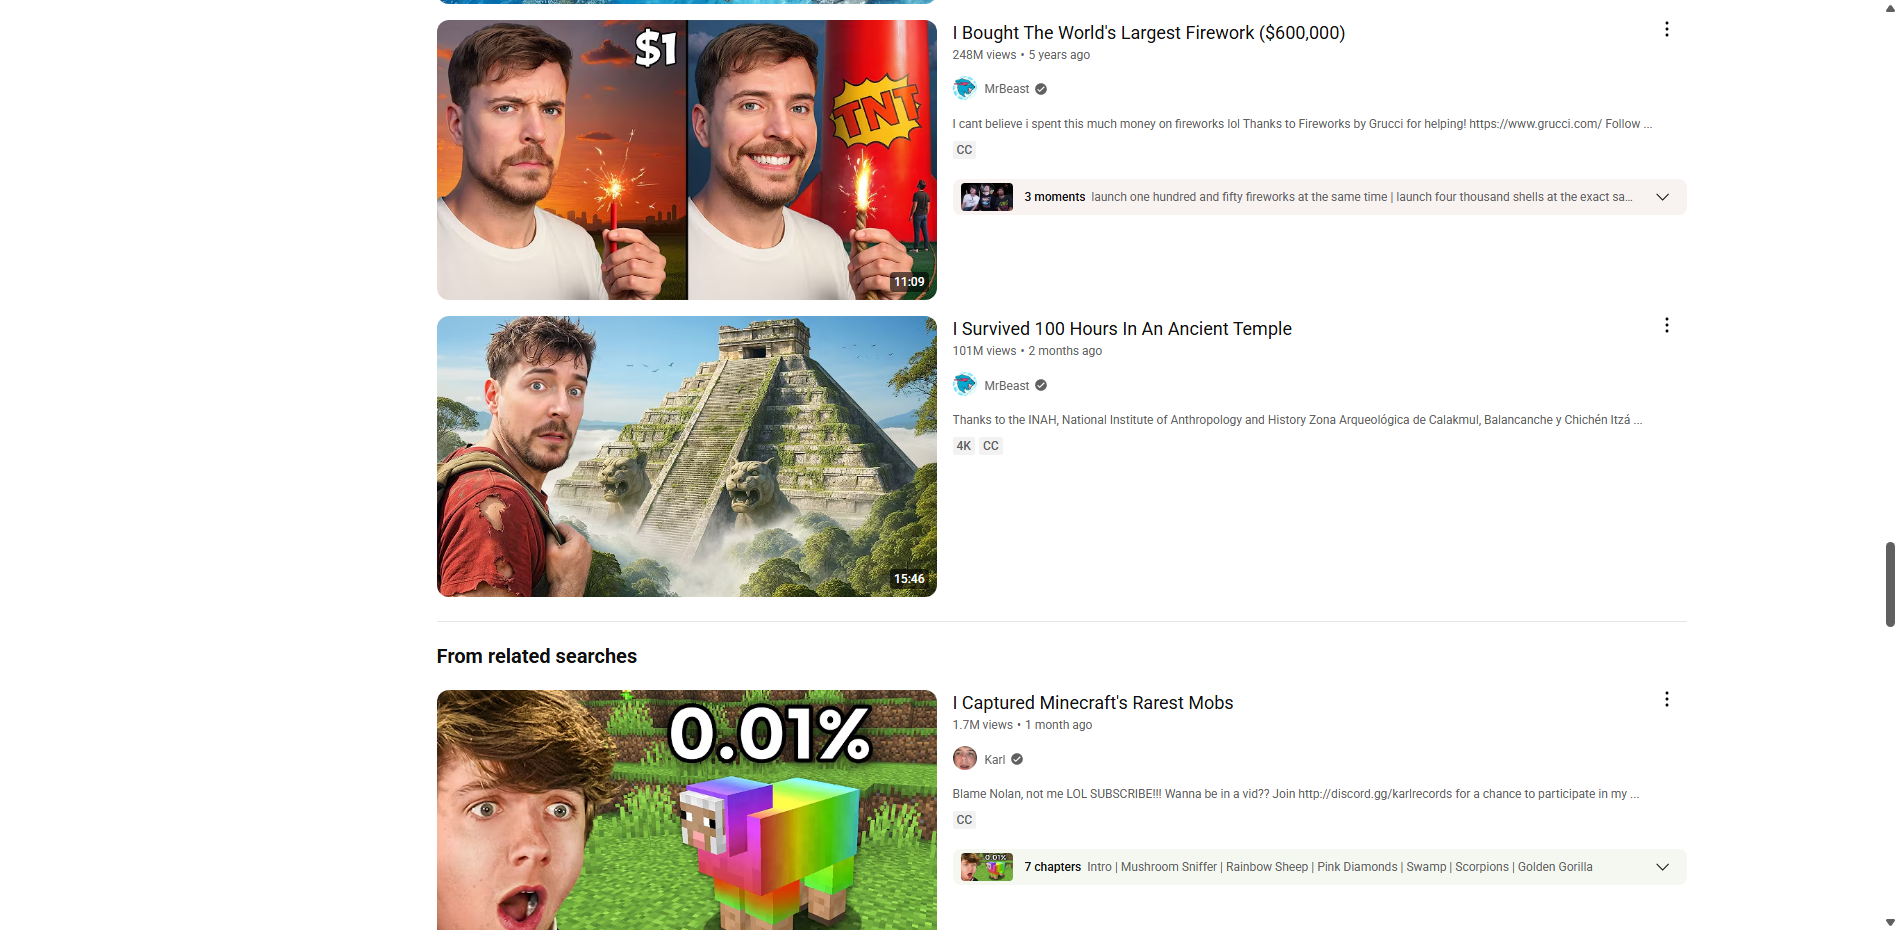 $1
TNT
11:09
I Bought The World's Largest Firework ($600,000)
248M views • 5 years ago
MrBeast
I cant believe i spent this much money on fireworks lol Thanks to Fireworks by Grucci for helping! https://www.grucci.com/ Follow ...
CC
3 moments launch one hundred and fifty fireworks at the same time | launch four thousand shells at the exact sa...
15:46
I Survived 100 Hours In An Ancient Temple
101M views • 2 months ago
MrBeast
Thanks to the INAH, National Institute of Anthropology and History Zona Arqueológica de Calakmul, Balancanche y Chichén Itzá ...
4K CC
From related searches
0.01%
I Captured Minecraft's Rarest Mobs
1.7M views • 1 month ago
Karl
Blame Nolan, not me LOL SUBSCRIBE!!! Wanna be in a vid?? Join http://discord.gg/karlrecords for a chance to participate in my ...
CC
0.01%
7 chapters Intro | Mushroom Sniffer | Rainbow Sheep | Pink Diamonds | Swamp | Scorpions | Golden Gorilla